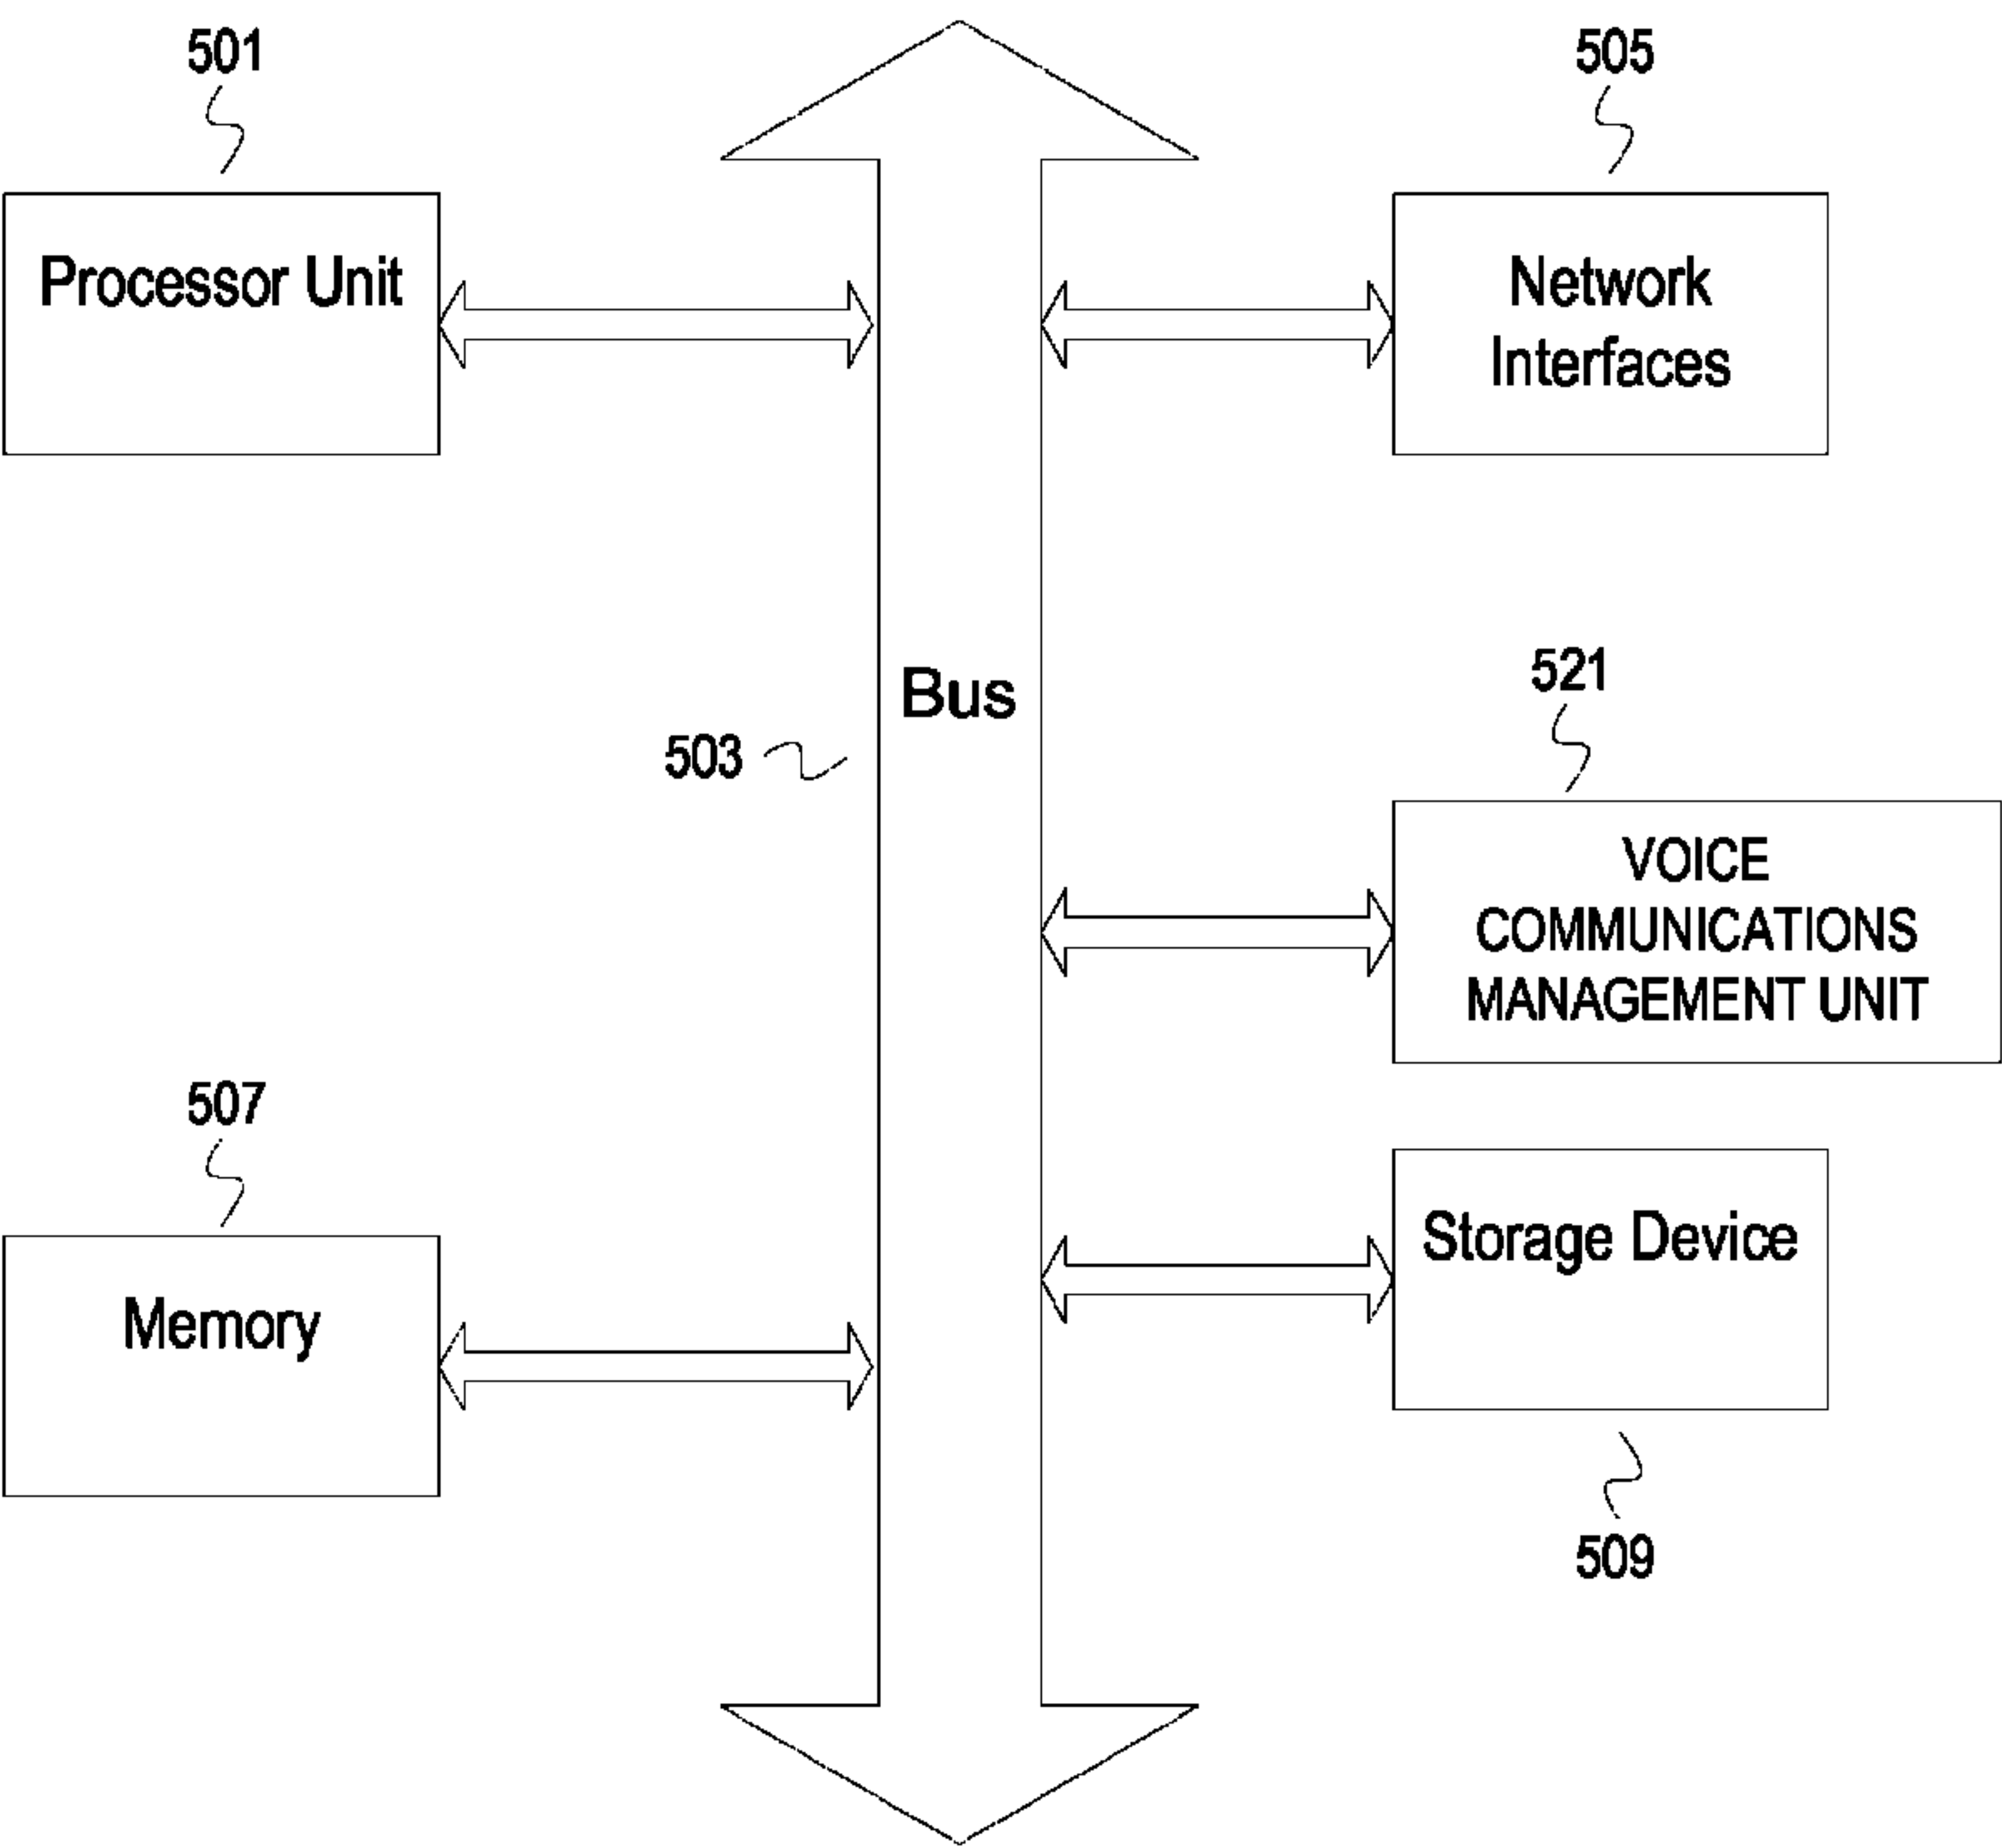 501
505
Processor Unit
Network
Interfaces
Bus
503
521
VOICE
COMMUNICATIONS
MANAGEMENT UNIT
507
Memory
Storage Device
509